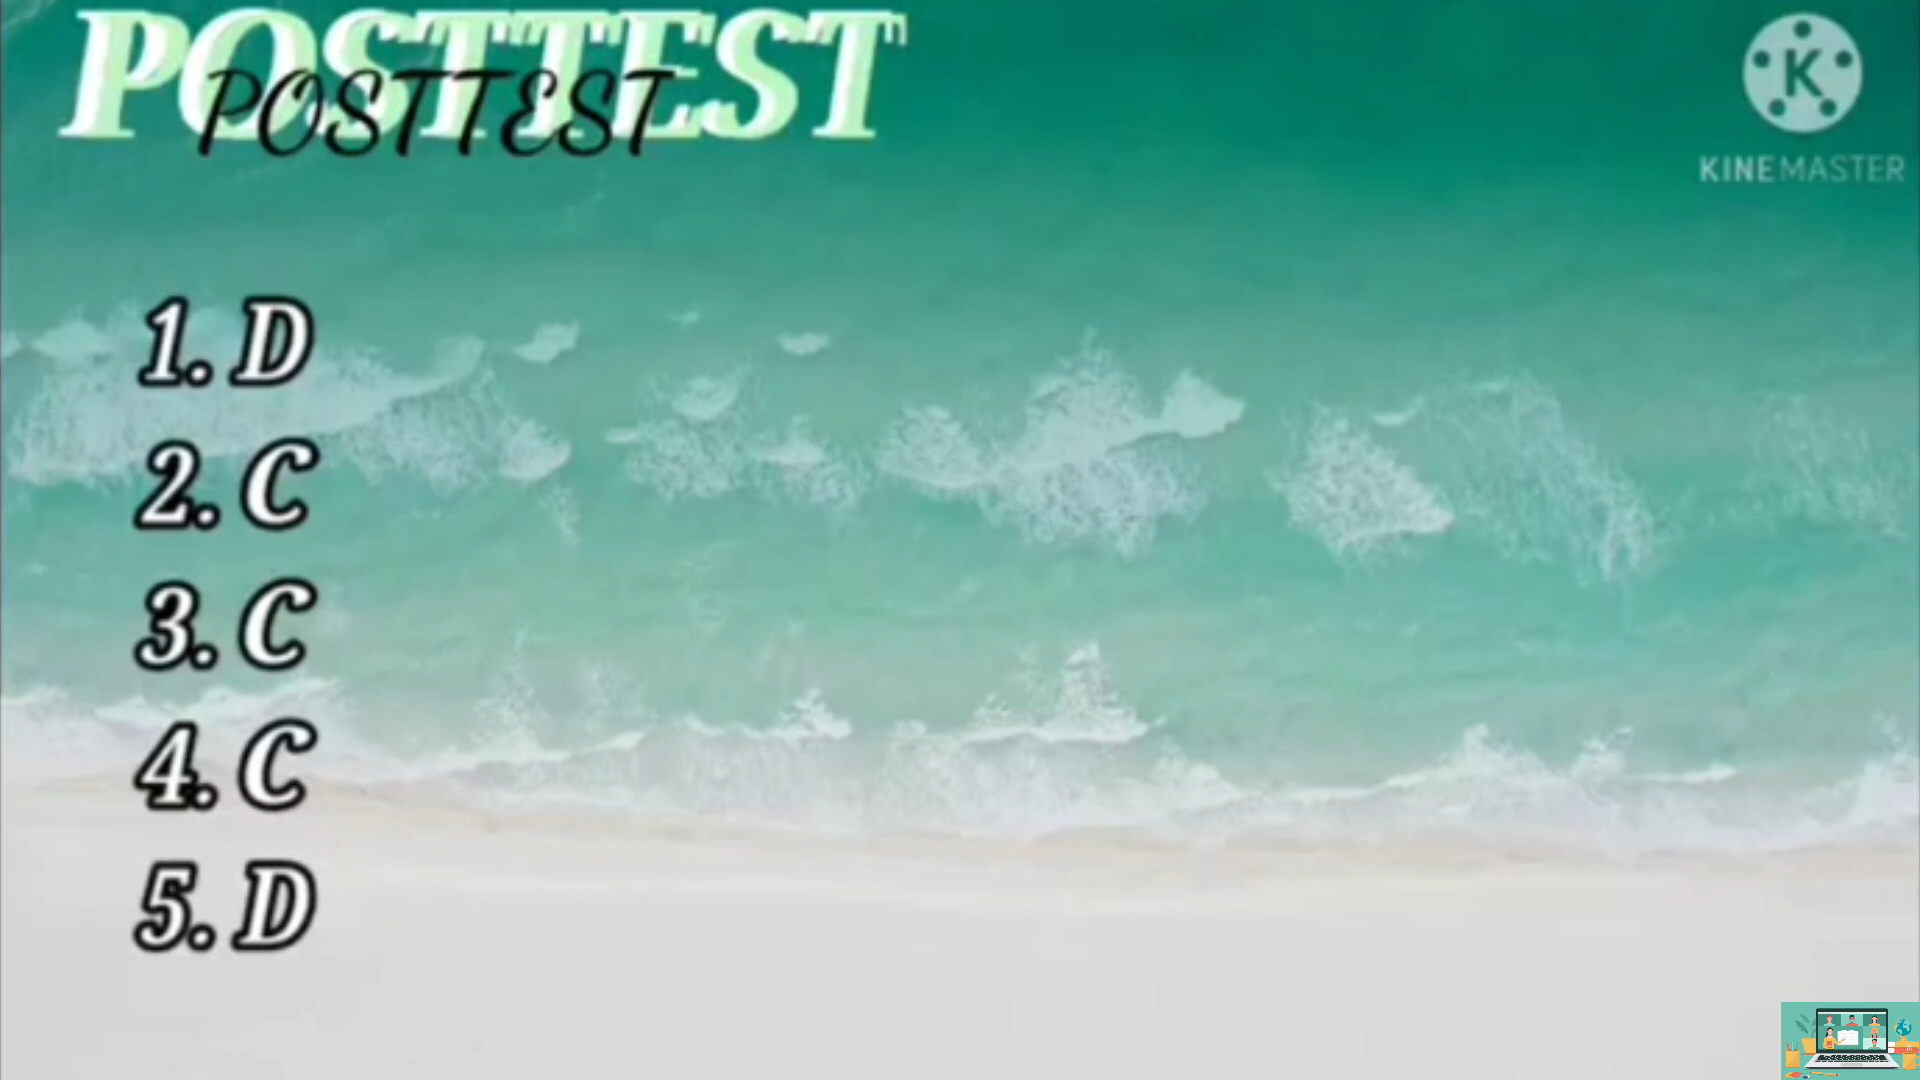 POSTTEST
POSTTEST
K
KINEMASTER
1. D
2. C
3. C
4. C
5. D